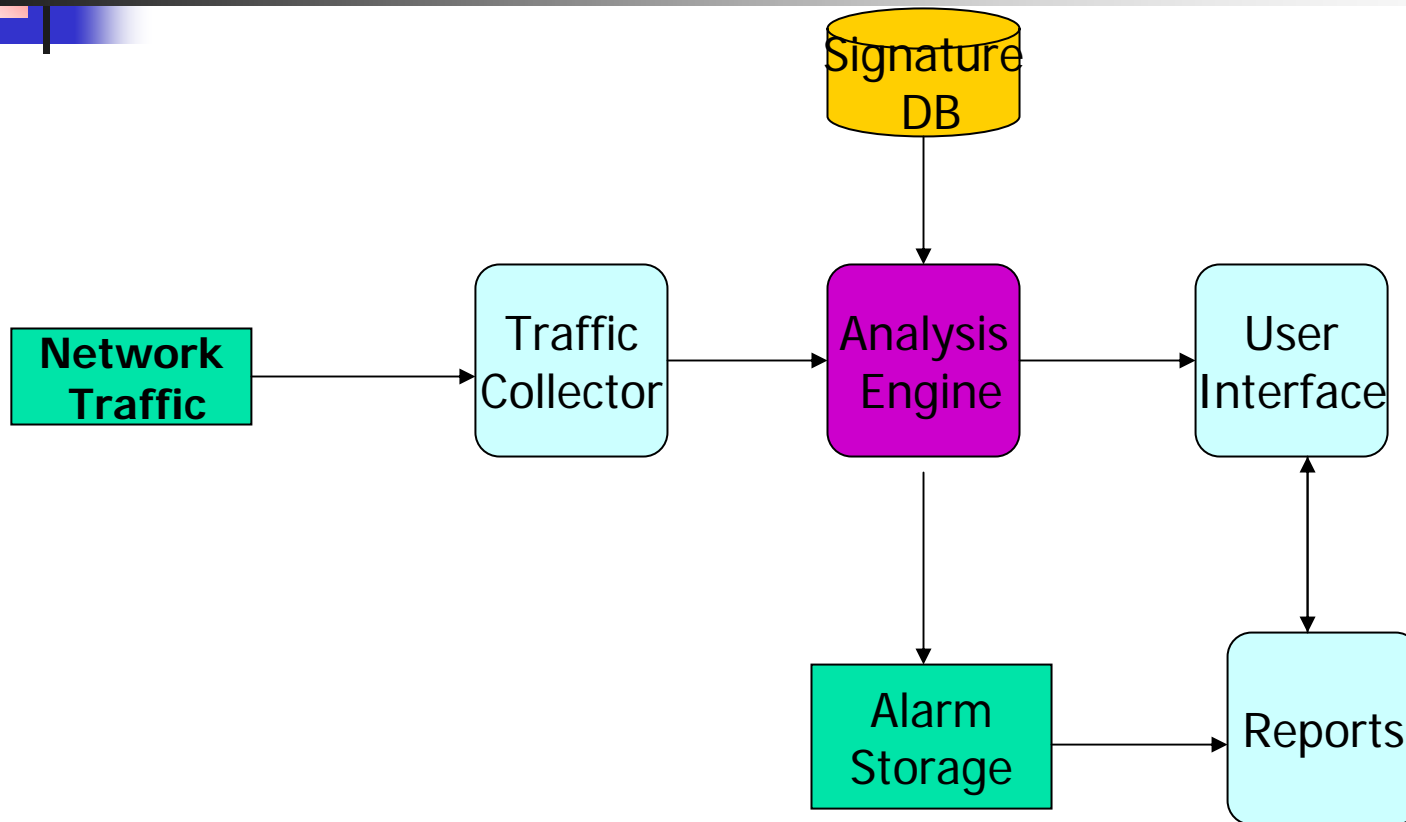 Signature
DB
Network
Traffic
Traffic
Collector
Analysis
Engine
User
Interface
Alarm
Storage
Reports